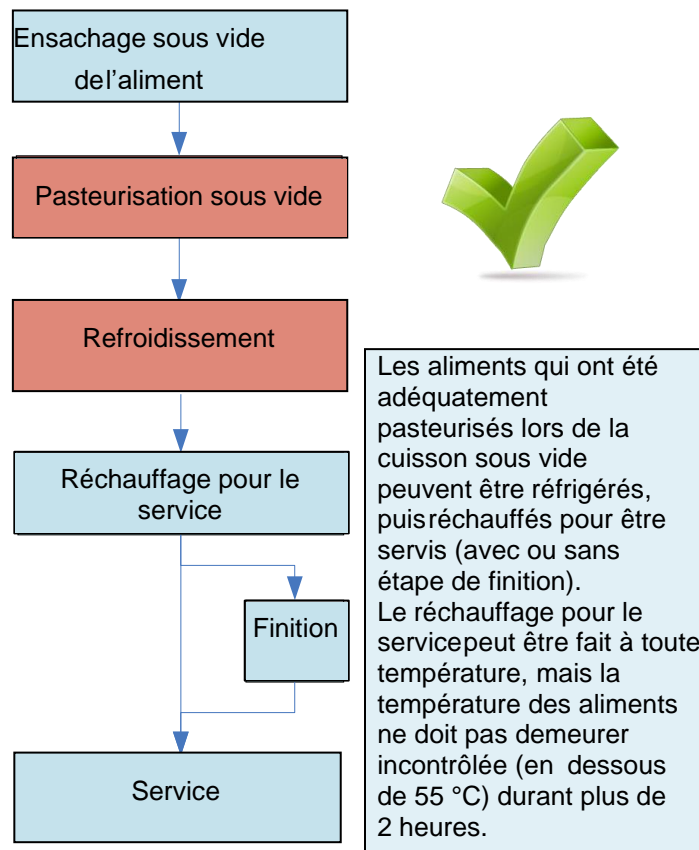 Ensachage sous vide
del’aliment
Pasteurisation sous vide
Refroidissement
Réchauffage pour le
service
Finition
Service
Les aliments qui ont été
adéquatement
pasteurisés lors de la
cuisson sous vide
peuvent être réfrigérés,
puisréchauffés pour être
servis (avec ou sans
étape de finition).
Le réchauffage pour le
servicepeut être fait à toute
température, mais la
température des aliments
ne doit pas demeurer
incontrôlée (en dessous
de 55 °C) durant plus de
2 heures.